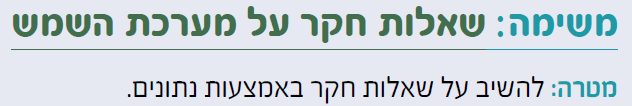 משימה: שאלות חקר על מערכת השמש
מטרה: להשיב על שאלות חקר באמצעות נתונים.